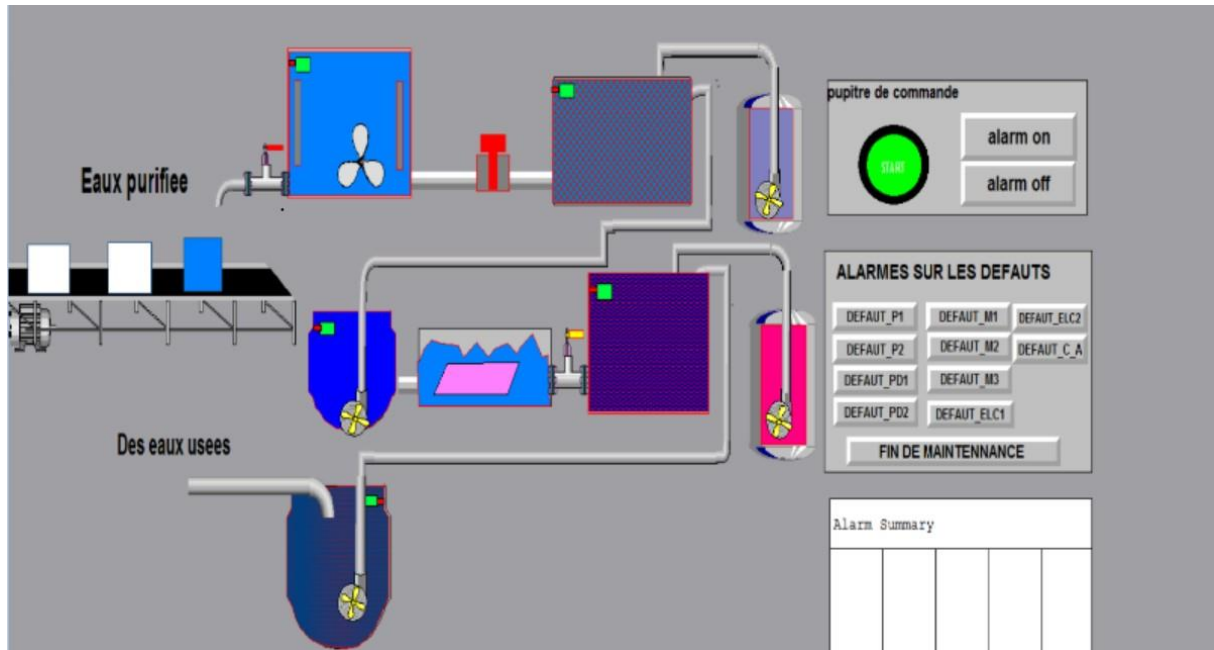 pupitre de commande
START
alarm on
alarm off
Eaux purifiee
ALARMES SUR LES DEFAUTS
DEFAUT_P1
DEFAUT_M1
DEFAUT_ELC2
DEFAUT_P2
DEFAUT_M2
DEFAUT_C_A
DEFAUT_PD1
DEFAUT_M3
DEFAUT_PD2
DEFAUT_ELC1
FIN DE MAINTENNANCE
Des eaux usees
Alarm Summary